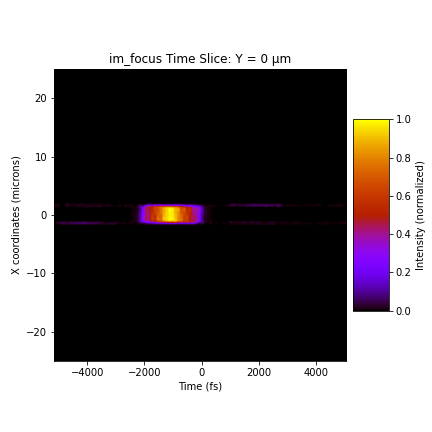 im_focus Time Slice: Y = 0 μm
20
10
0
−10
−20
X coordinates (microns)
−4000 −2000 0 2000 4000
Time (fs)
1.0
0.8
0.6
0.4
0.2
0.0
Intensity (normalized)